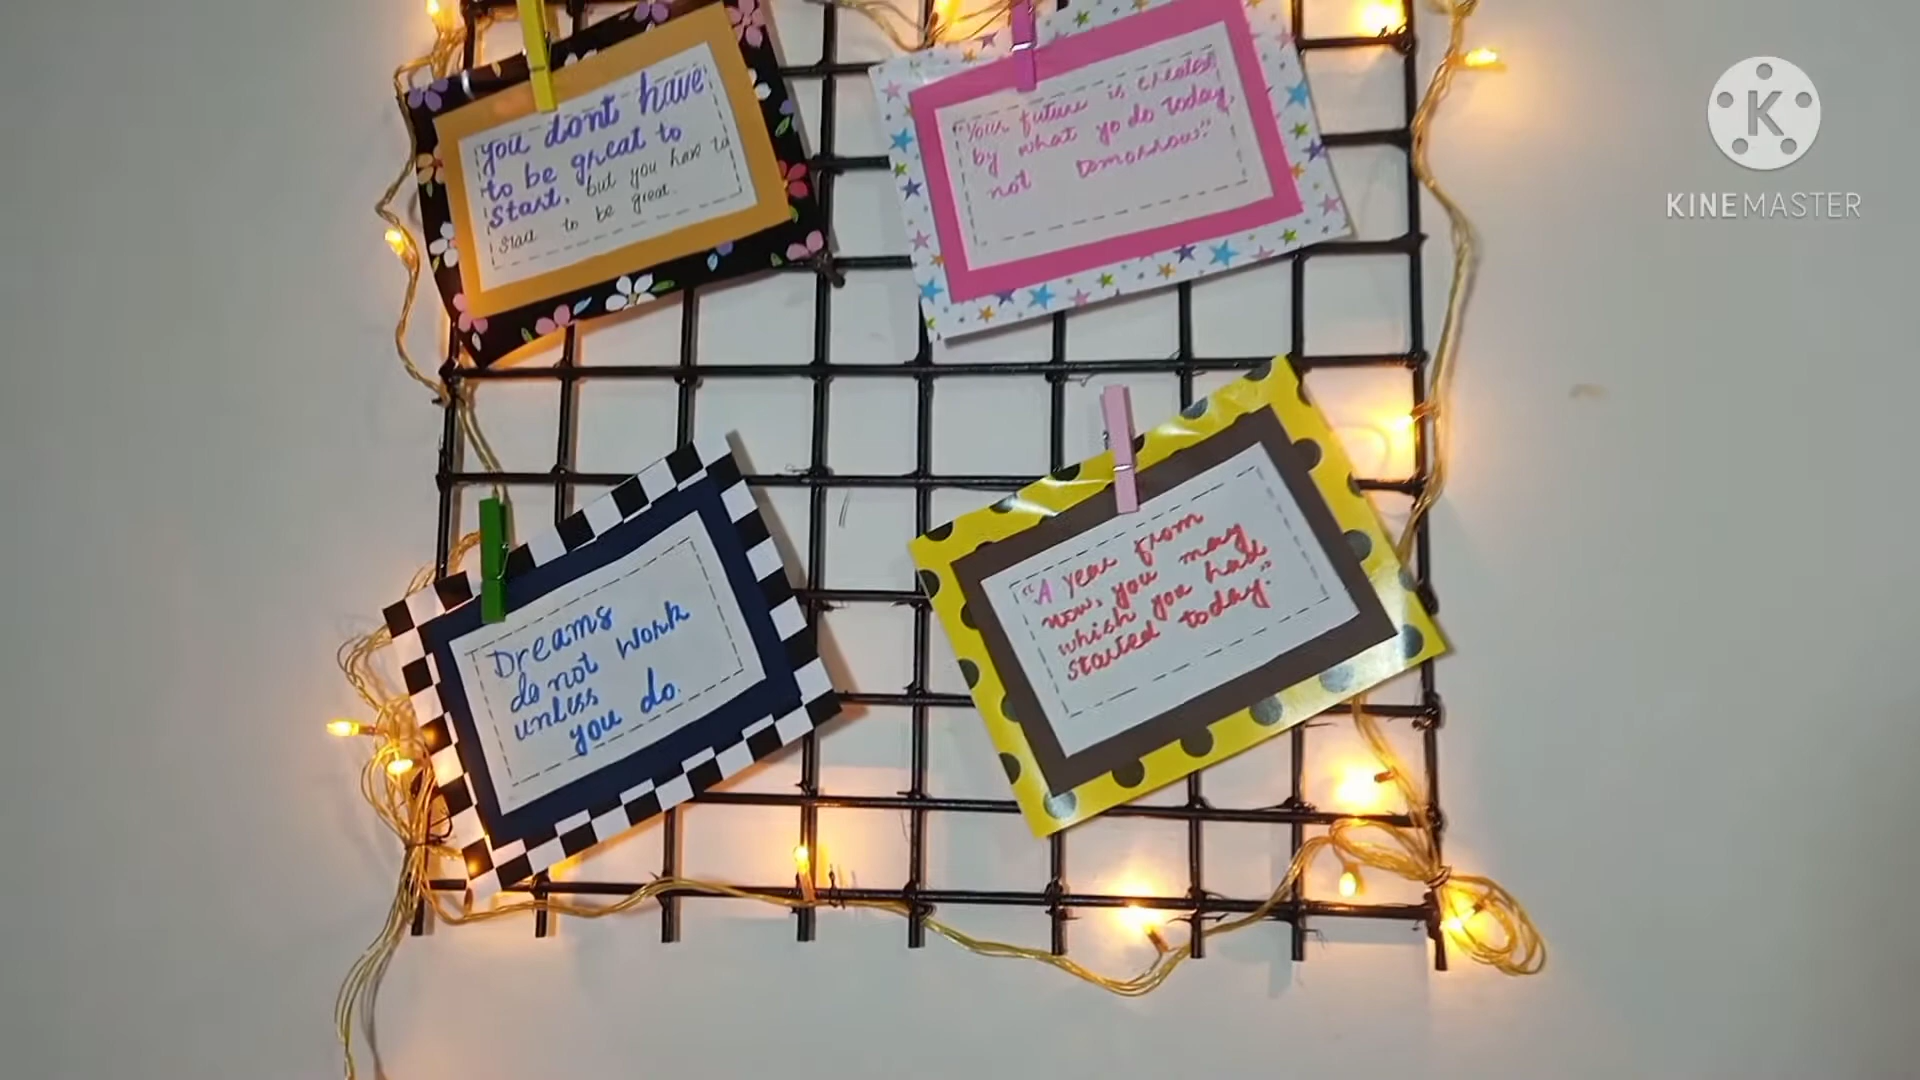 you dont have
to be great to
Start, but you have to
start to be great.
"Your future is created
by what yo do today,
not tomorrow."
Dreams
do not work
unless
you do.
"A year from
now, you may
whish you had
started today."
KINEMASTER